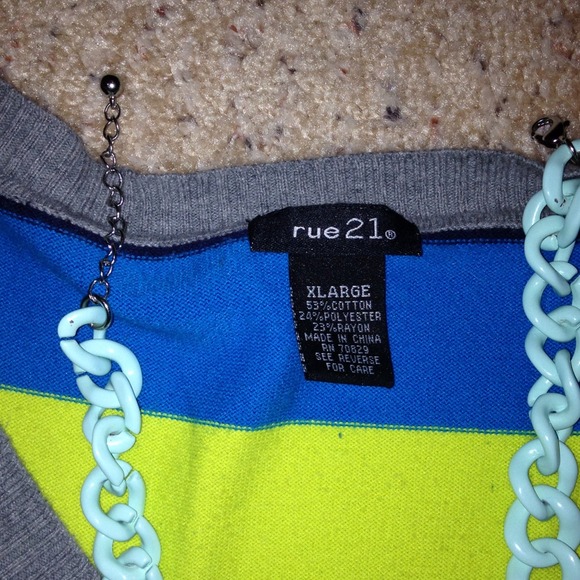 rue21®
XLARGE
53%COTTON
24%POLYESTER
23%RAYON
MADE IN CHINA
RN 70829
SEE REVERSE
FOR CARE